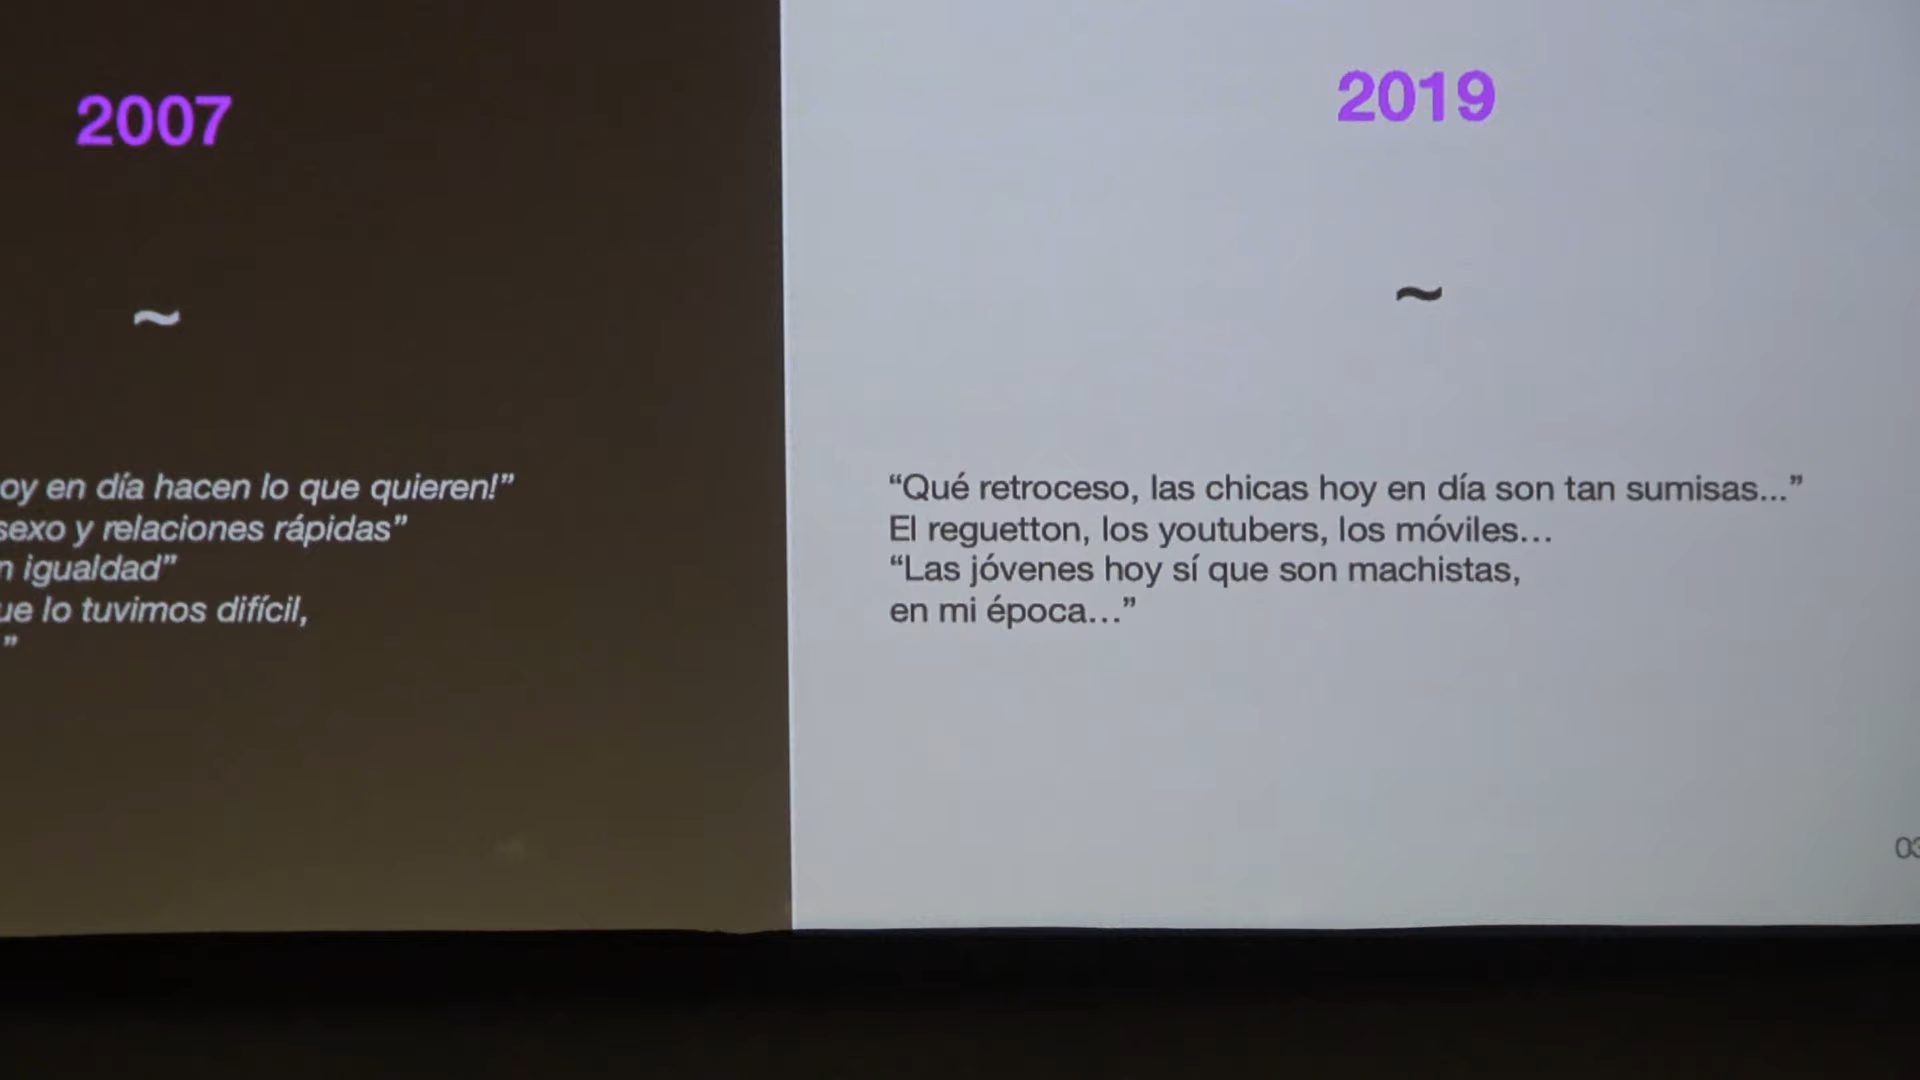 2007
~
en día hacen lo que quieren!”
sexo y relaciones rápidas”
igualdad”
lo tuvimos difícil,
”
2019
~
“Qué retroceso, las chicas hoy en día son tan sumisas...”
El reguetton, los youtubers, los móviles...
“Las jóvenes hoy sí que son machistas,
en mi época...”